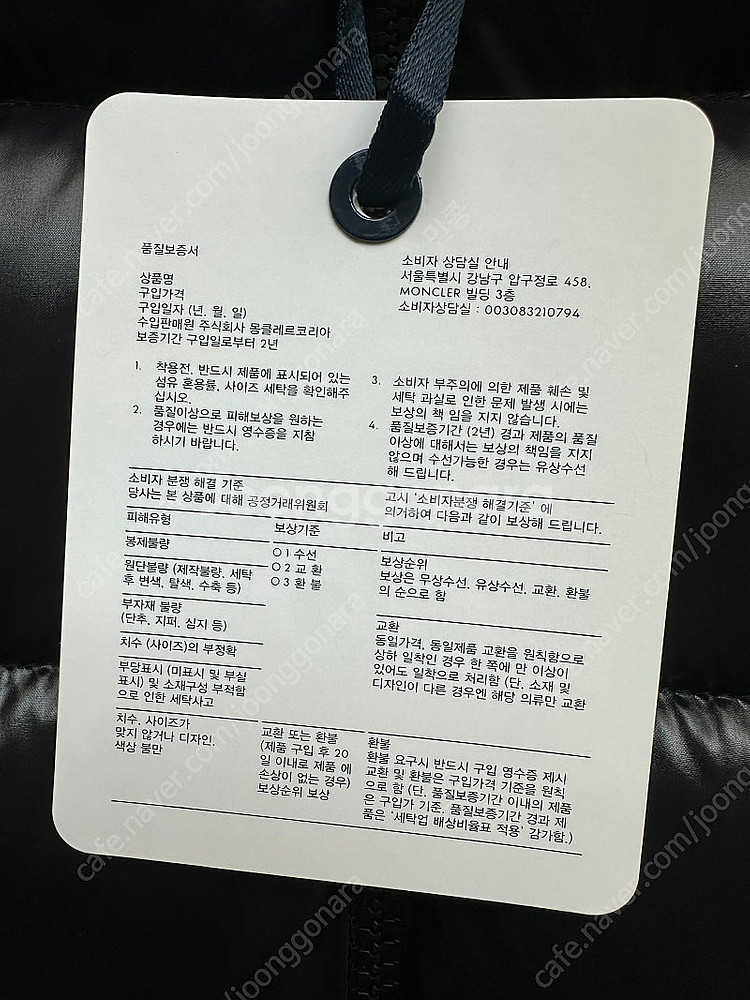 품질보증서
상품명
구입가격
구입일자 (년. 월. 일)
수입판매원 주식회사 몽클레르코리아
보증기간 구입일로부터 2년
소비자 상담실 안내
서울특별시 강남구 압구정로 458,
MONCLER 빌딩 3층
소비자상담실 : 003083210794
1. 착용전, 반드시 제품에 표시되어 있는
섬유 혼용률, 사이즈 세탁을 확인해주
십시오.
2. 품질이상으로 피해보상을 원하는
경우에는 반드시 영수증을 지참
하시기 바랍니다.
3. 소비자 부주의에 의한 제품 훼손 및
세탁 과실로 인한 문제 발생 시에는
보상의 책 임을 지지 않습니다.
4. 품질보증기간 (2년) 경과 제품의 품질
이상에 대해서는 보상의 책임을 지지
않으며 수선가능한 경우는 유상수선
해 드립니다.
소비자 분쟁 해결 기준
당사는 본 상품에 대해 공정거래위원회
고시 '소비자분쟁 해결기준' 에
의거하여 다음과 같이 보상해 드립니다.
피해유형
보상기준
비고
봉제불량
원단불량 (제작불량, 세탁
후 변색, 탈색, 수축 등)
부자재 불량
(단추, 지퍼, 심지 등)
치수 (사이즈)의 부정확
부당표시 (미표시 및 부실
표시) 및 소재구성 부적함
으로 인한 세탁사고
○ 1 수선
○ 2 교 환
○ 3 환 불
보상순위
보상은 무상수선, 유상수선, 교환, 환불
의 순으로 함
교환
동일가격, 동일제품 교환을 원칙함으로
상하 일착인 경우 한 쪽에 만 이상이
있어도 일착으로 처리함 (단, 소재 및
디자인이 다른 경우엔 해당 의류만 교환
치수, 사이즈가
맞지 않거나 디자인,
색상 불만
교환 또는 환불
(제품 구입 후 20
일 이내로 제품 에
손상이 없는 경우)
보상순위 보상
환불
환불 요구시 반드시 구입 영수증 제시
교환 및 환불은 구입가격 기준을 원칙
으로 함 (단, 품질보증기간 이내의 제품
은 구입가 기준, 품질보증기간 경과 제
품은 '세탁업 배상비율표 적용' 감가함.)
joonggonara
cafe.naver.com/joonggonara